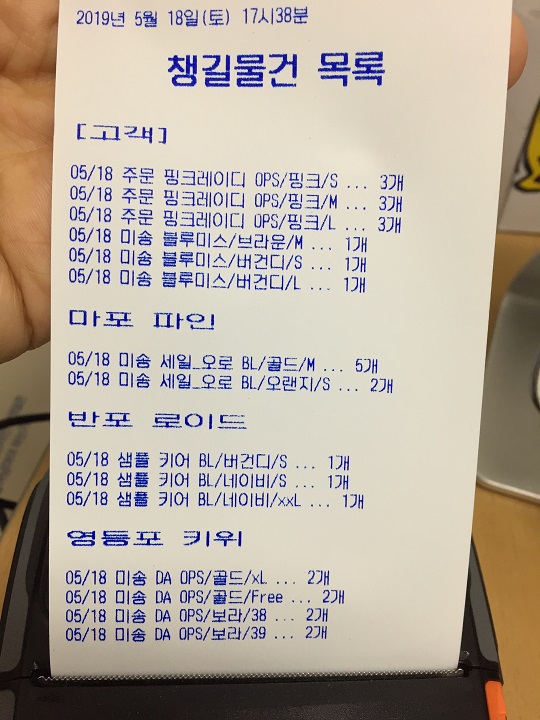 2019년 5월 18일(토) 17시38분
챙길물건 목록
[고객]
05/18 주문 핑크레이디 OPS/핑크/S ... 3개
05/18 주문 핑크레이디 OPS/핑크/M ... 3개
05/18 주문 핑크레이디 OPS/핑크/L ... 3개
05/18 미송 블루미스/브라운/M ... 1개
05/18 미송 블루미스/버건디/S ... 1개
05/18 미송 블루미스/버건디/L ... 1개
마포 파인
05/18 미송 세일_오로 BL/골드/M ... 5개
05/18 미송 세일_오로 BL/오랜지/S ... 2개
반포 로이드
05/18 샘플 키어 BL/버건디/S ... 1개
05/18 샘플 키어 BL/네이비/S ... 1개
05/18 샘플 키어 BL/네이비/xxL ... 1개
영등포 키위
05/18 미송 DA OPS/골드/xL ... 2개
05/18 미송 DA OPS/골드/Free ... 2개
05/18 미송 DA OPS/보라/38 ... 2개
05/18 미송 DA OPS/보라/39 ... 2개